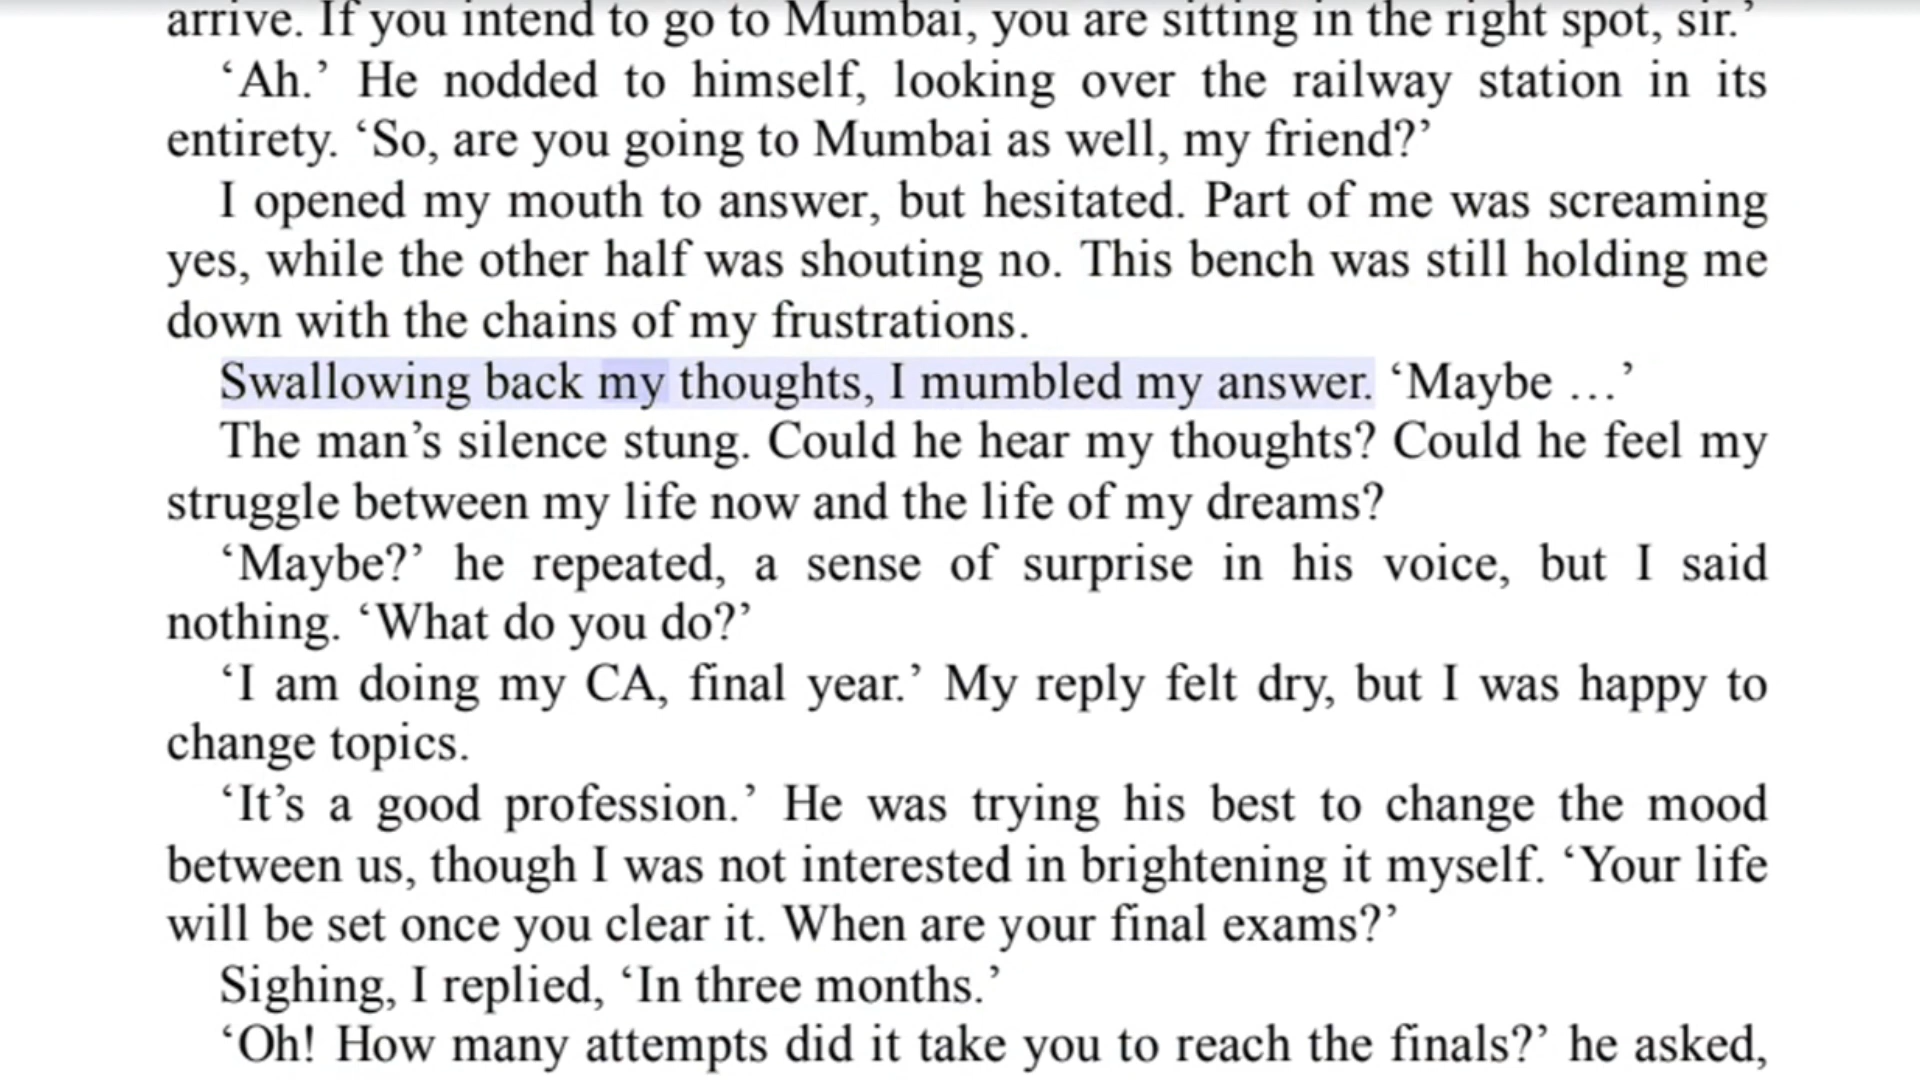 arrive. If you intend to go to Mumbai, you are sitting in the right spot, sir.’
‘Ah.’ He nodded to himself, looking over the railway station in its
entirety. ‘So, are you going to Mumbai as well, my friend?’
I opened my mouth to answer, but hesitated. Part of me was screaming
yes, while the other half was shouting no. This bench was still holding me
down with the chains of my frustrations.
Swallowing back my thoughts, I mumbled my answer. ‘Maybe …’
The man’s silence stung. Could he hear my thoughts? Could he feel my
struggle between my life now and the life of my dreams?
‘Maybe?’ he repeated, a sense of surprise in his voice, but I said
nothing. ‘What do you do?’
‘I am doing my CA, final year.’ My reply felt dry, but I was happy to
change topics.
‘It’s a good profession.’ He was trying his best to change the mood
between us, though I was not interested in brightening it myself. ‘Your life
will be set once you clear it. When are your final exams?’
Sighing, I replied, ‘In three months.’
‘Oh! How many attempts did it take you to reach the finals?’ he asked,